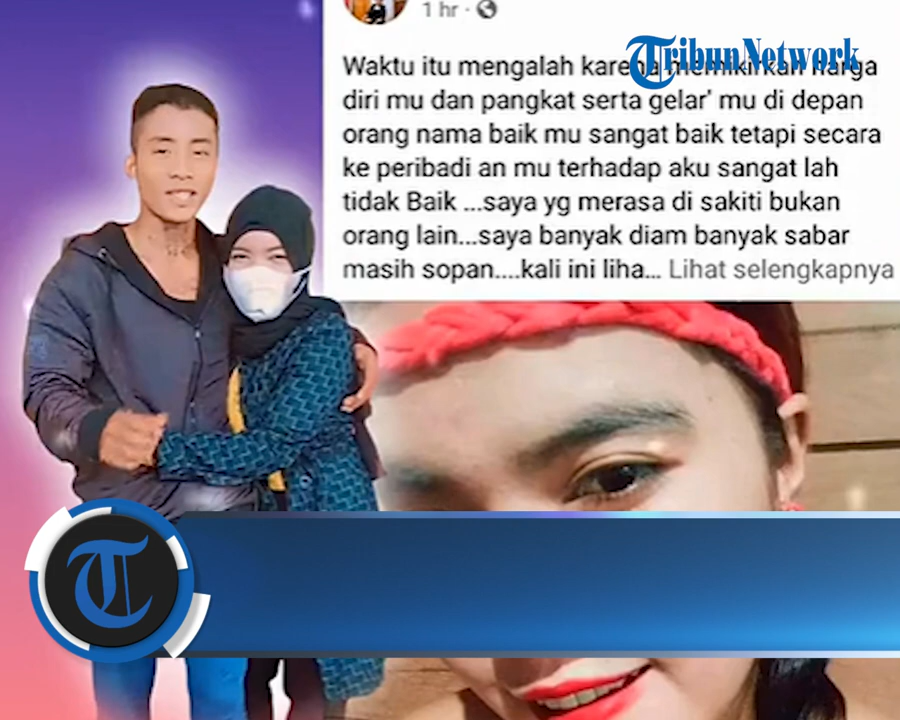 1 hr ·
TribunNetwork
Waktu itu mengalah karena memikirkan harga
diri mu dan pangkat serta gelar' mu di depan
orang nama baik mu sangat baik tetapi secara
ke peribadi an mu terhadap aku sangat lah
tidak Baik ...saya yg merasa di sakiti bukan
orang lain...saya banyak diam banyak sabar
masih sopan....kali ini liha... Lihat selengkapnya
T